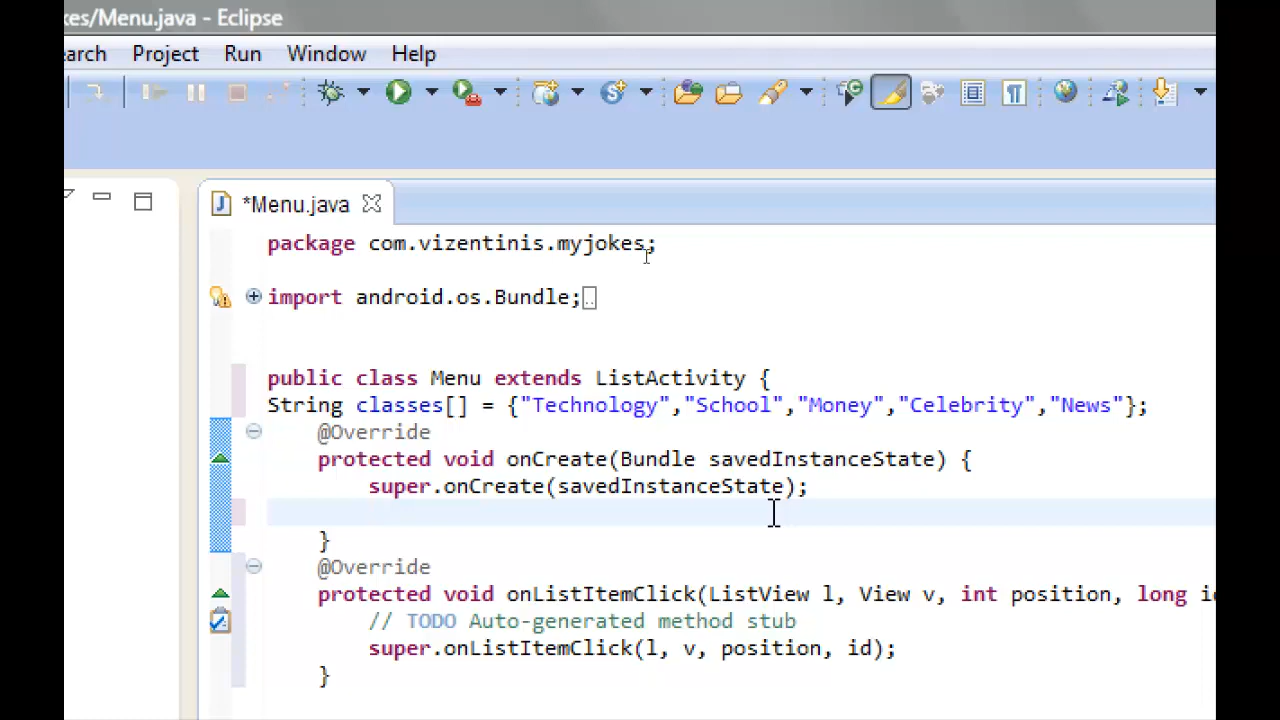 kes/Menu.java - Eclipse
earch Project Run Window Help
*Menu.java
package com.vizentinis.myjokes;
import android.os.Bundle;
public class Menu extends ListActivity {
String classes[] = {"Technology","School","Money","Celebrity","News"};
@Override
protected void onCreate(Bundle savedInstanceState) {
super.onCreate(savedInstanceState);
}
@Override
protected void onListItemClick(ListView l, View v, int position, long i
// TODO Auto-generated method stub
super.onListItemClick(l, v, position, id);
}